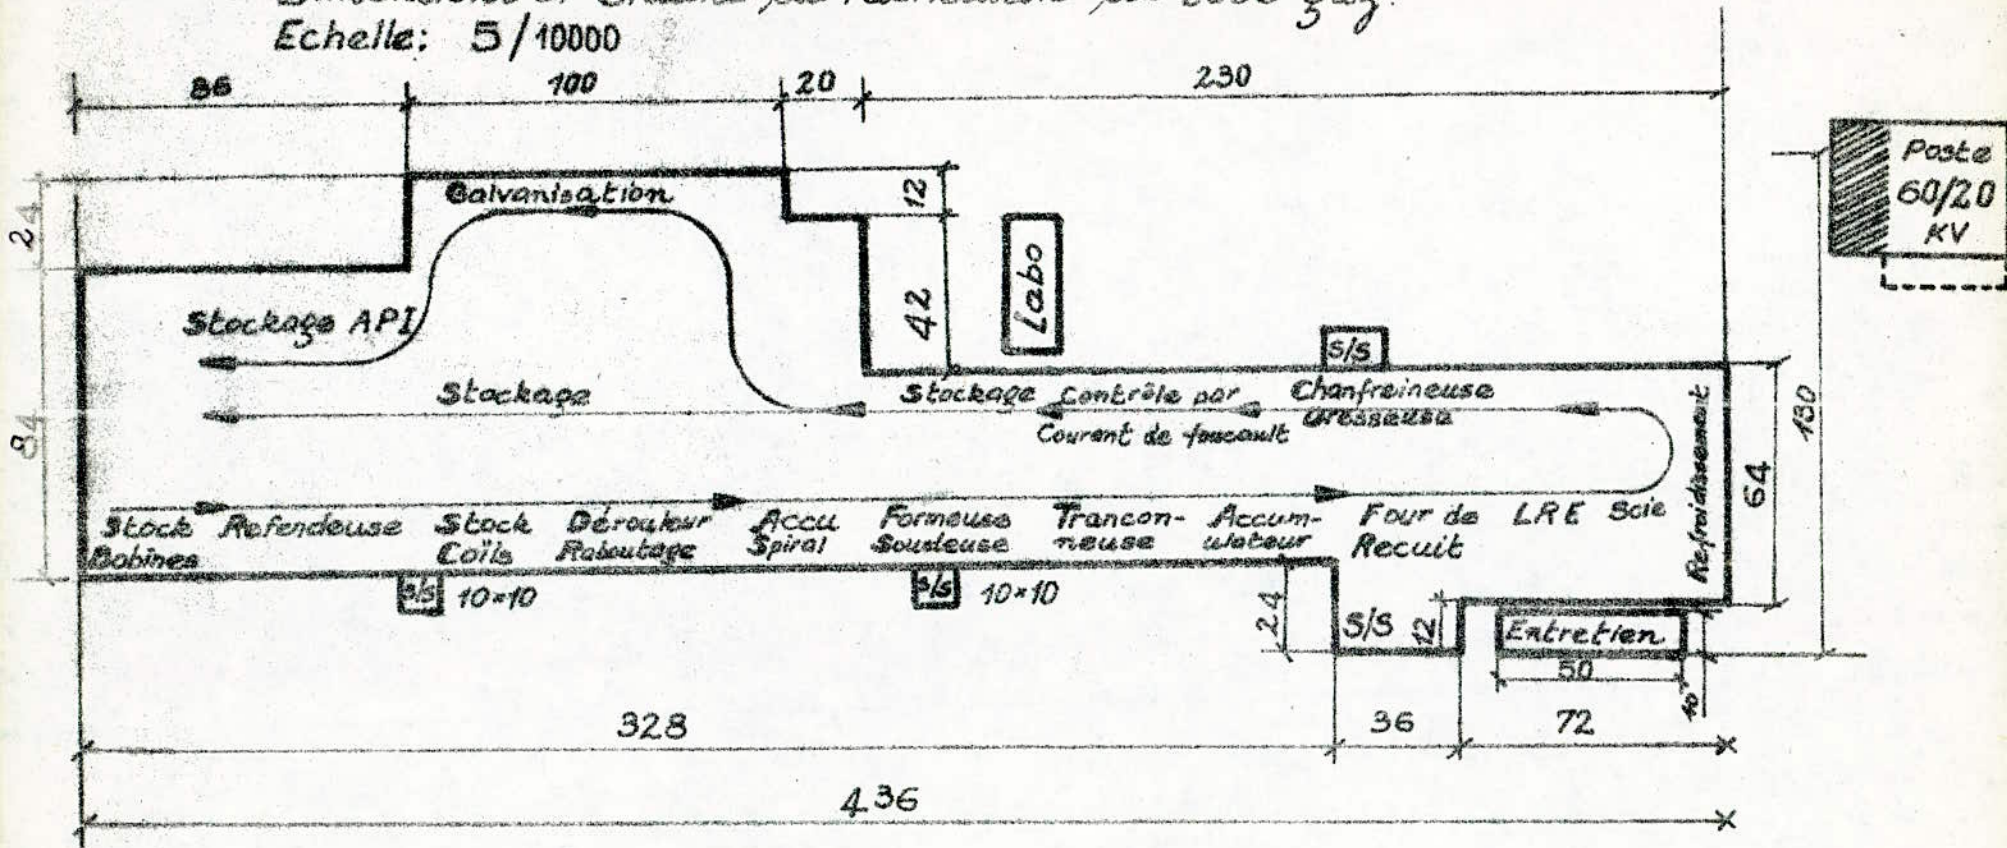 Echelle: 5/10000
86 100 20 230
Poste
60/20
KV
Galvanisation
12
24
Labo
42
Stockage API
S/S
Stockage
Stockage
Contrôle par
Courant de foucault
Chanfreineuse
dresseuse
Refroidissement
130
84
64
Stock
Bobines
Refendeuse
Stock
Coïls
Dérouleur
Raboutage
Accu
Spiral
Formeuse
Soudeuse
Trancon-
neuse
Accum-
ulateur
Four de
Recuit
LRE
Scie
S/S 10×10
S/S 10×10
24
S/S
12
Entretien
50
10
328 36 72
436